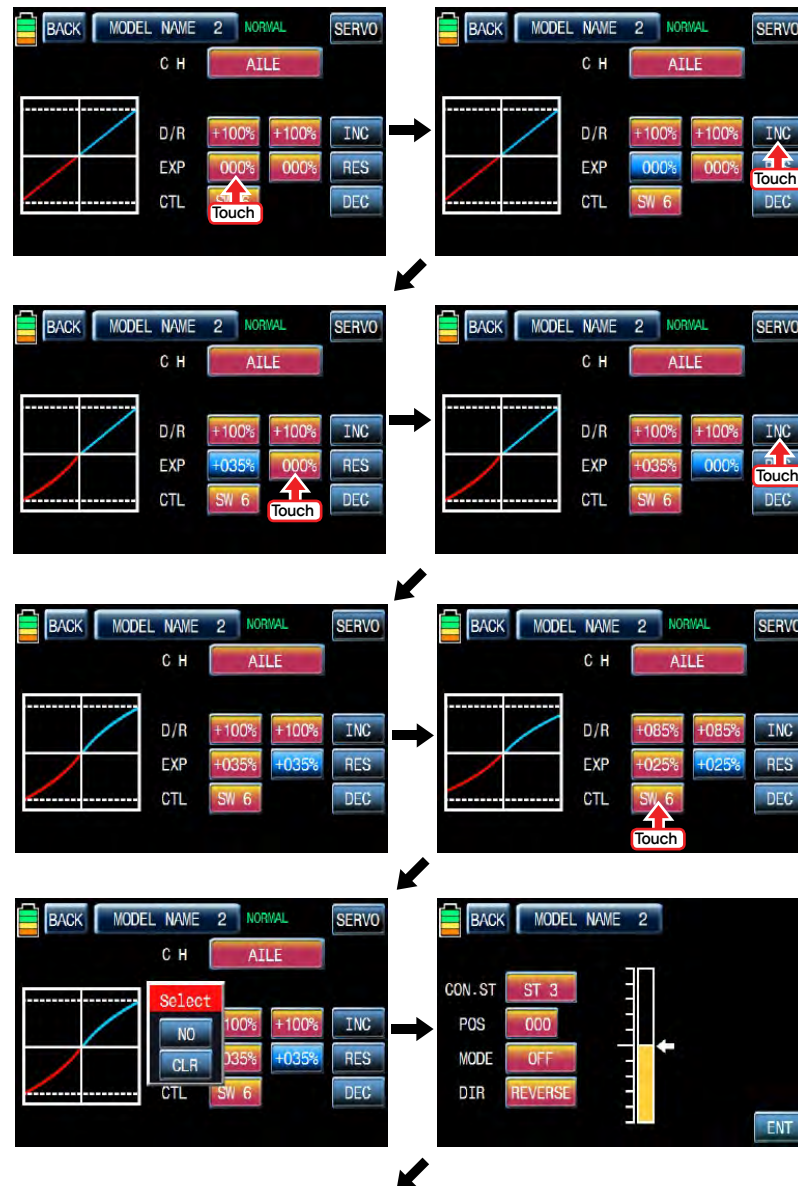 BACK MODEL NAME 2 NORMAL SERVO
C H AILE
D/R +100% +100% INC
EXP 000% 000% RES
CTL DEC
Touch
BACK MODEL NAME 2 NORMAL SERVO
C H AILE
D/R +100% +100% INC
EXP 000% 000%
Touch
CTL SW 6 DEC
BACK MODEL NAME 2 NORMAL SERVO
C H AILE
D/R +100% +100% INC
EXP +035% 000% RES
CTL SW 6 DEC
Touch
BACK MODEL NAME 2 NORMAL SERVO
C H AILE
D/R +100% +100% INC
EXP +035% 000%
Touch
CTL SW 6 DEC
BACK MODEL NAME 2 NORMAL SERVO
C H AILE
D/R +100% +100% INC
EXP +035% +035% RES
CTL SW 6 DEC
BACK MODEL NAME 2 NORMAL SERVO
C H AILE
D/R +085% +085% INC
EXP +025% +025% RES
CTL SW 6 DEC
Touch
BACK MODEL NAME 2 NORMAL SERVO
C H AILE
Select
NO
CLR
100% +100% INC
035% +035% RES
CTL SW 6 DEC
BACK MODEL NAME 2
CON.ST ST 3
POS 000
MODE OFF
DIR REVERSE
ENT